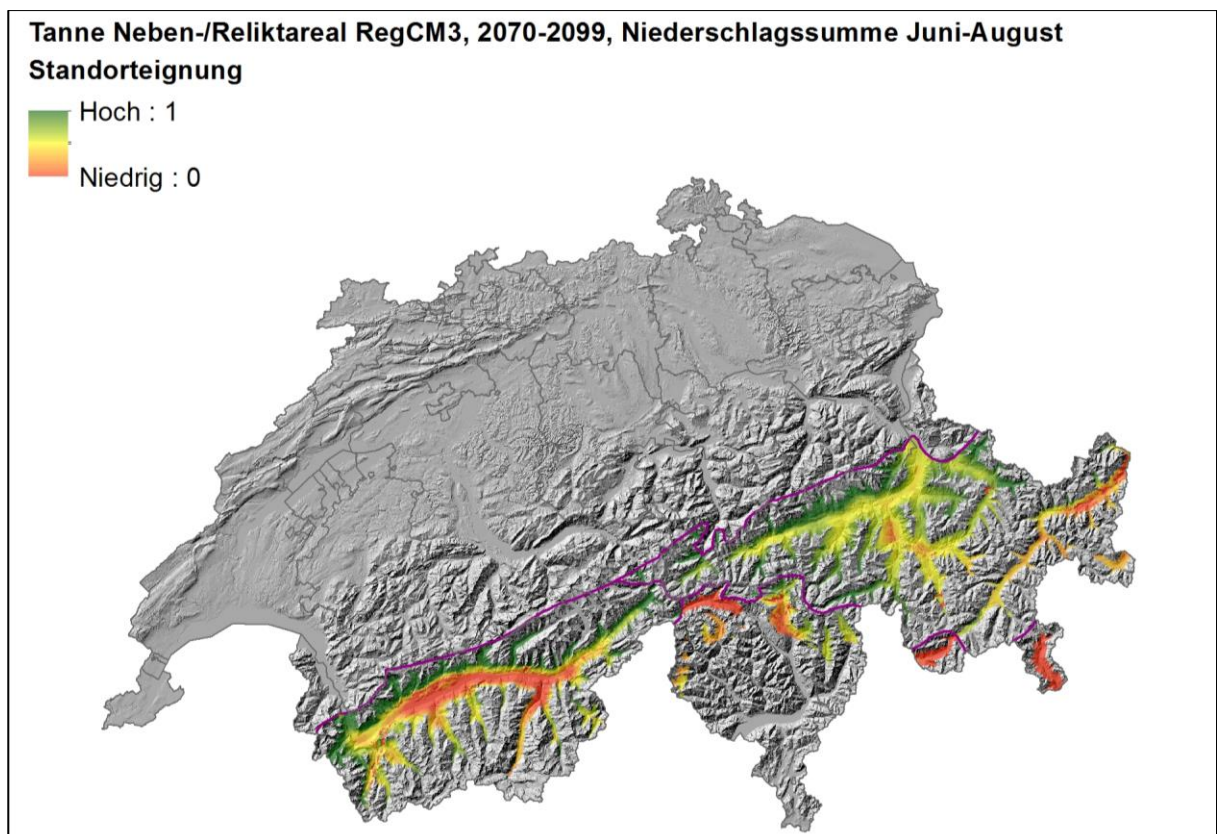 Tanne Neben-/Reliktareal RegCM3, 2070-2099, Niederschlagssumme Juni-August
Standorteignung
Hoch : 1
Niedrig : 0